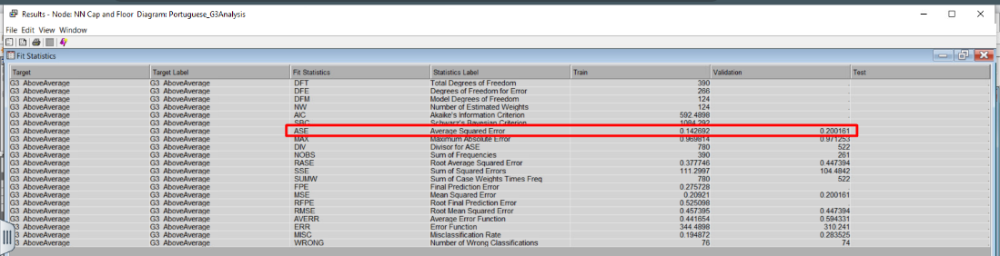 Results - Node: NN Cap and Floor Diagram: Portuguese_G3Analysis
File Edit View Window
Fit Statistics
Target Target Label Fit Statistics Statistics Label Train Validation Test
G3 AboveAverage G3 AboveAverage DFT Total Degrees of Freedom 390 .
G3 AboveAverage G3 AboveAverage DFE Degrees of Freedom for Error 266 .
G3 AboveAverage G3 AboveAverage DFM Model Degrees of Freedom 124 .
G3 AboveAverage G3 AboveAverage NW Number of Estimated Weights 124 .
G3 AboveAverage G3 AboveAverage AIC Akaike's Information Criterion 592.4898 .
G3 AboveAverage G3 AboveAverage SBC Schwarz's Bayesian Criterion 1084.292 .
G3 AboveAverage G3 AboveAverage ASE Average Squared Error 0.142692 0.200161
G3 AboveAverage G3 AboveAverage MAX Maximum Absolute Error 0.969814 0.971253
G3 AboveAverage G3 AboveAverage DIV Divisor for ASE 780 522
G3 AboveAverage G3 AboveAverage NOBS Sum of Frequencies 390 261
G3 AboveAverage G3 AboveAverage RASE Root Average Squared Error 0.377746 0.447394
G3 AboveAverage G3 AboveAverage SSE Sum of Squared Errors 111.2997 104.4842
G3 AboveAverage G3 AboveAverage SUMW Sum of Case Weights Times Freq 780 522
G3 AboveAverage G3 AboveAverage FPE Final Prediction Error 0.275728 .
G3 AboveAverage G3 AboveAverage MSE Mean Squared Error 0.20921 0.200161
G3 AboveAverage G3 AboveAverage RFPE Root Final Prediction Error 0.525098 .
G3 AboveAverage G3 AboveAverage RMSE Root Mean Squared Error 0.457395 0.447394
G3 AboveAverage G3 AboveAverage AVERR Average Error Function 0.441654 0.594331
G3 AboveAverage G3 AboveAverage ERR Error Function 344.4898 310.241
G3 AboveAverage G3 AboveAverage MISC Misclassification Rate 0.194872 0.283525
G3 AboveAverage G3 AboveAverage WRONG Number of Wrong Classifications 76 74